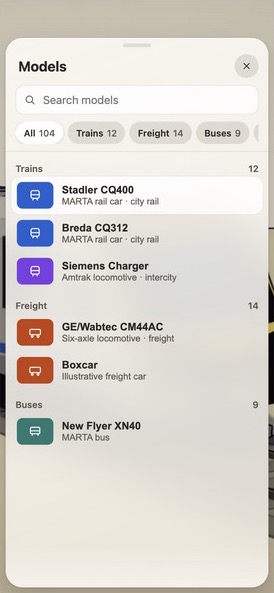 Models
Search models
All 104 Trains 12 Freight 14 Buses 9
Trains 12
Stadler CQ400
MARTA rail car · city rail
Breda CQ312
MARTA rail car · city rail
Siemens Charger
Amtrak locomotive · intercity
Freight 14
GE/Wabtec CM44AC
Six-axle locomotive · freight
Boxcar
Illustrative freight car
Buses 9
New Flyer XN40
MARTA bus